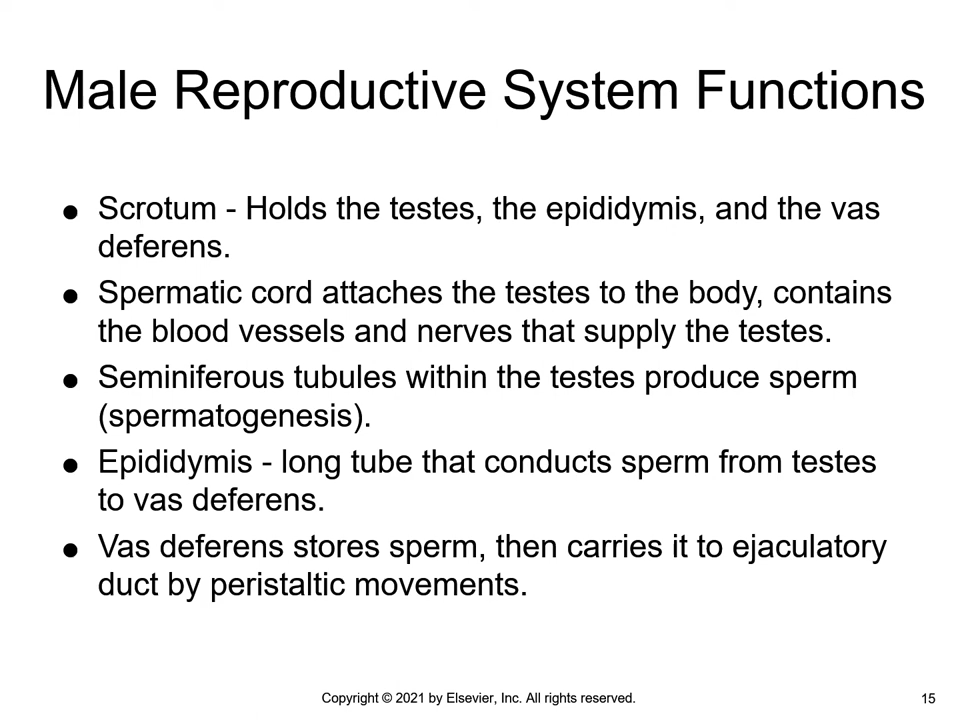 Male Reproductive System Functions
● Scrotum - Holds the testes, the epididymis, and the vas
deferens.
● Spermatic cord attaches the testes to the body, contains
the blood vessels and nerves that supply the testes.
● Seminiferous tubules within the testes produce sperm
(spermatogenesis).
● Epididymis - long tube that conducts sperm from testes
to vas deferens.
● Vas deferens stores sperm, then carries it to ejaculatory
duct by peristaltic movements.
Copyright © 2021 by Elsevier, Inc. All rights reserved.
15